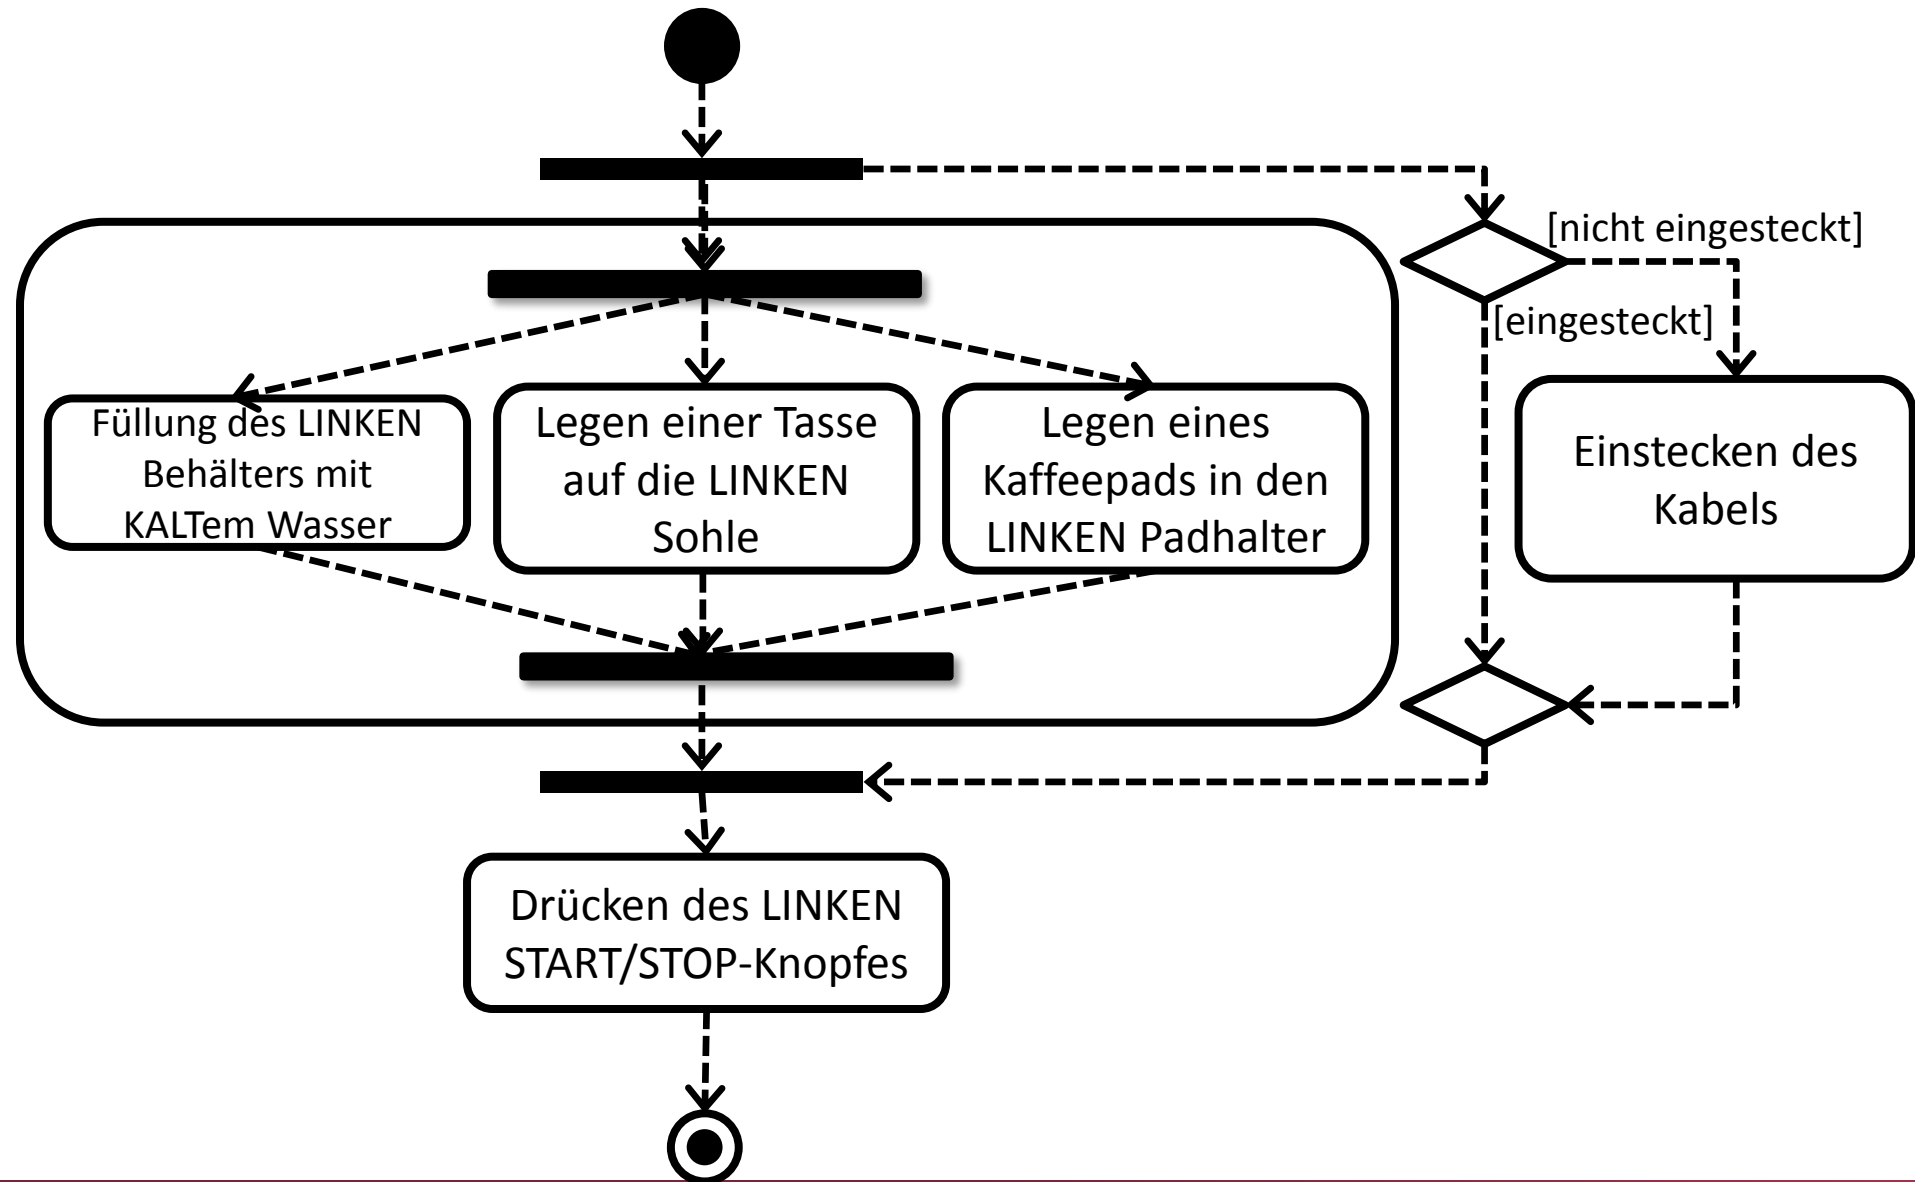 [nicht eingesteckt]
[eingesteckt]
Füllung des LINKEN
Behälters mit
KALTem Wasser
Legen einer Tasse
auf die LINKEN
Sohle
Legen eines
Kaffeepads in den
LINKEN Padhalter
Einstecken des
Kabels
Drücken des LINKEN
START/STOP-Knopfes